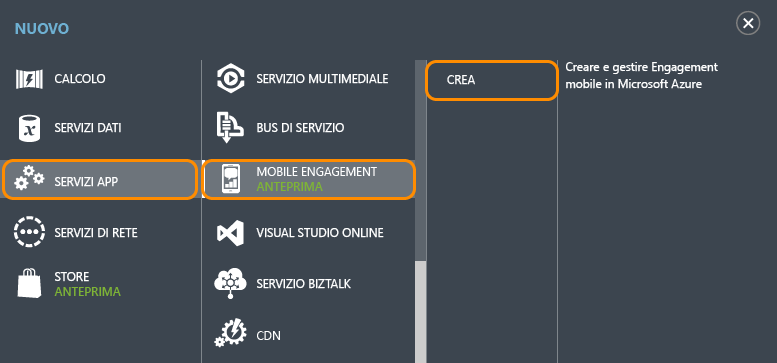 NUOVO
CALCOLO
SERVIZI DATI
SERVIZI APP
SERVIZI DI RETE
STORE
ANTEPRIMA
SERVIZIO MULTIMEDIALE
BUS DI SERVIZIO
MOBILE ENGAGEMENT
ANTEPRIMA
VISUAL STUDIO ONLINE
SERVIZIO BIZTALK
CDN
CREA
Creare e gestire Engagement
mobile in Microsoft Azure